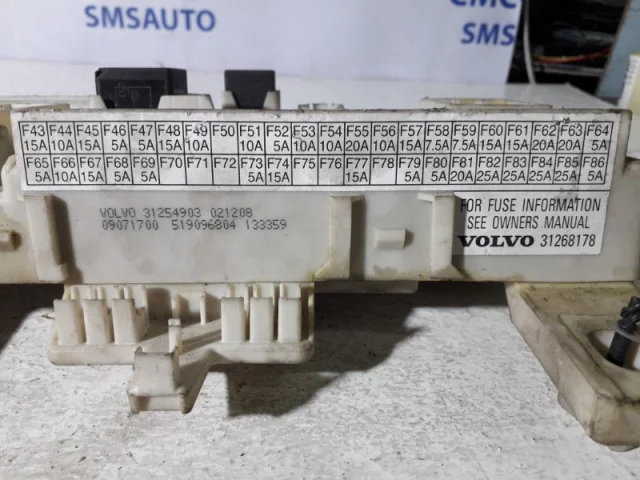 SMSAUTO
SMS
F43 F44 F45 F46 F47 F48 F49 F50 F51 F52 F53 F54 F55 F56 F57 F58 F59 F60 F61 F62 F63 F64
15A 10A 15A 5A 5A 15A 10A 10A 5A 10A 10A 20A 10A 15A 7.5A 7.5A 15A 15A 20A 20A 5A
F65 F66 F67 F68 F69 F70 F71 F72 F73 F74 F75 F76 F77 F78 F79 F80 F81 F82 F83 F84 F85 F86
5A 10A 15A 5A 5A 5A 15A 15A 5A 5A 20A 25A 25A 25A 25A 5A
VOLVO 31254903 021208
09071700 519096804 133359
FOR FUSE INFORMATION
SEE OWNERS MANUAL
VOLVO 31268178